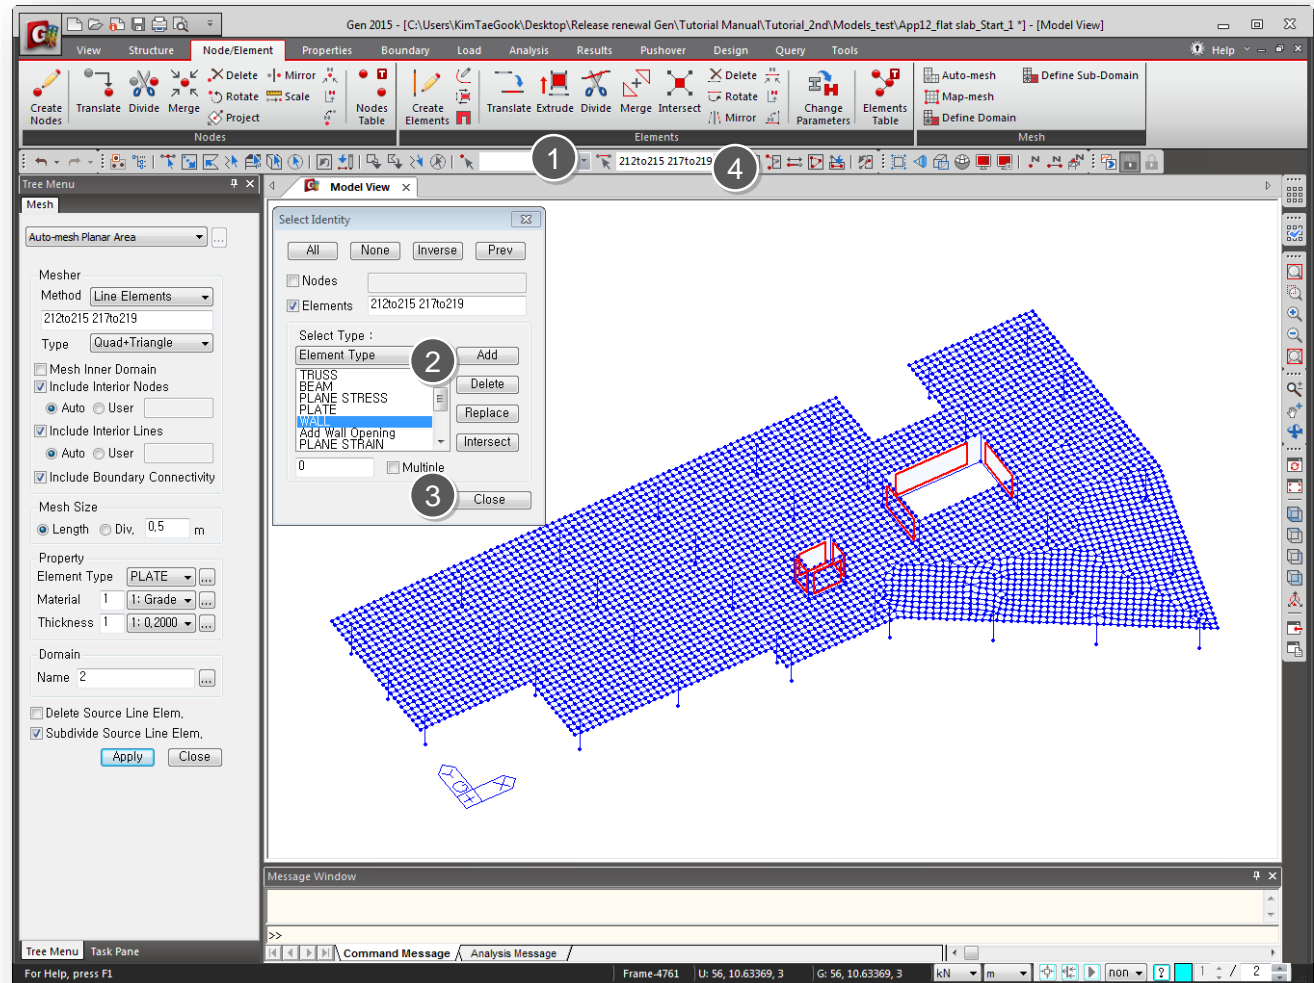 Gen 2015 - [C:\Users\KimTaeGook\Desktop\Release renewal Gen\Tutorial Manual\Tutorial_2nd\Models_test\App12_flat slab_Start_1 *] - [Model View]
View Structure Node/Element Properties Boundary Load Analysis Results Pushover Design Query Tools Help
Create Nodes Translate Divide Merge Delete Rotate Project Mirror Scale Nodes Table
Create Elements Translate Extrude Divide Merge Intersect Delete Rotate Mirror Change Parameters Elements Table
Auto-mesh Define Sub-Domain
Map-mesh
Define Domain
Nodes Elements Mesh
1 212to215 217to219 4
Tree Menu
Mesh
Auto-mesh Planar Area
Mesher
Method Line Elements
212to215 217to219
Type Quad+Triangle
Mesh Inner Domain
Include Interior Nodes
Auto User
Include Interior Lines
Auto User
Include Boundary Connectivity
Mesh Size
Length Div, 0,5 m
Property
Element Type PLATE ...
Material 1 1: Grade ...
Thickness 1 1: 0,2000 ...
Domain
Name 2 ...
Delete Source Line Elem,
Subdivide Source Line Elem,
Apply Close
Tree Menu Task Pane
Model View
Select Identity
All None Inverse Prev
Nodes
Elements 212to215 217to219
Select Type :
Element Type 2 Add
TRUSS
BEAM
PLANE STRESS
PLATE
WALL
Add Wall Opening
PLANE STRAIN
Delete
Replace
Intersect
0 Multiple
3 Close
Y X
Message Window
>>
Command Message Analysis Message
For Help, press F1 Frame-4761 U: 56, 10.63369, 3 G: 56, 10.63369, 3 kN m non ? 1 / 2